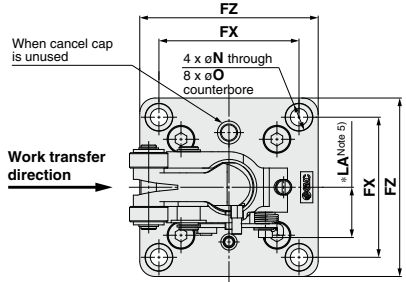 FZ
FX
When cancel cap
is unused
4 x øN through
8 x øO
counterbore
Work transfer
direction
*LA Note 5)
FX
FZ
SMC